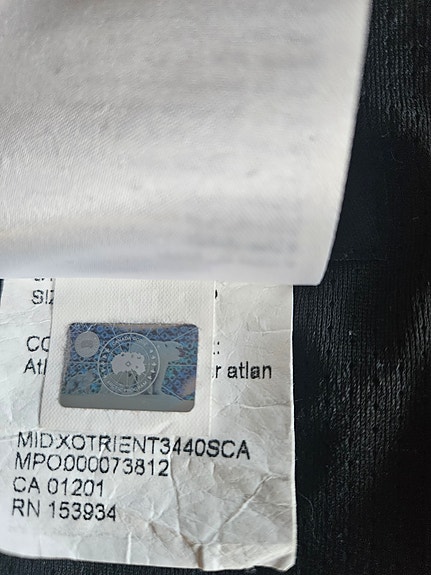 SIZ
CO :
Atl r atlan
MIDXOTRIENT3440SCA
MPO000073812
CA 01201
RN 153934